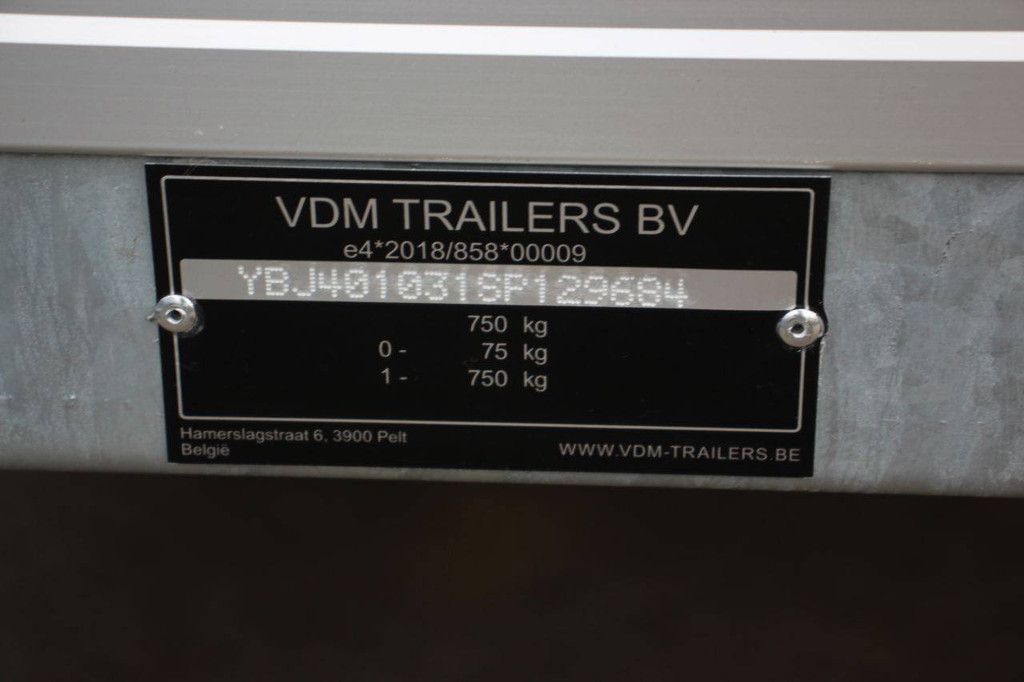 VDM TRAILERS BV
e4*2018/858*00009
YBJ401031SP129684
750 kg
0- 75 kg
1- 750 kg
Hamerslagstraat 6, 3900 Pelt
België
WWW.VDM-TRAILERS.BE